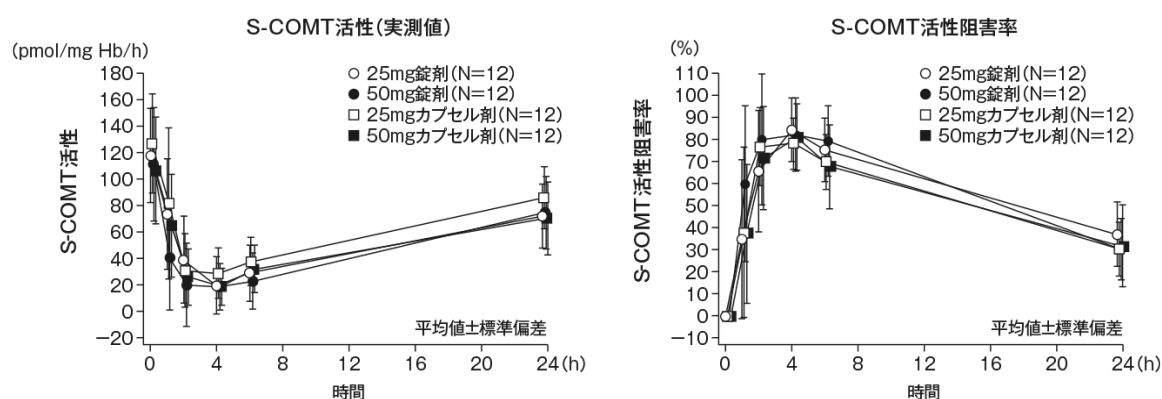 S-COMT活性(実測値)
(pmol/mg Hb/h)
180
160
140
120
100
80
60
40
20
0
−20
S-COMT活性
25mg錠剤(N=12)
50mg錠剤(N=12)
25mgカプセル剤(N=12)
50mgカプセル剤(N=12)
平均値±標準偏差
0 4 8 12 16 20 24(h)
時間
S-COMT活性阻害率
(%)
110
100
90
80
70
60
50
40
30
20
10
0
−10
S-COMT活性阻害率
25mg錠剤(N=12)
50mg錠剤(N=12)
25mgカプセル剤(N=12)
50mgカプセル剤(N=12)
平均値±標準偏差
0 4 8 12 16 20 24(h)
時間